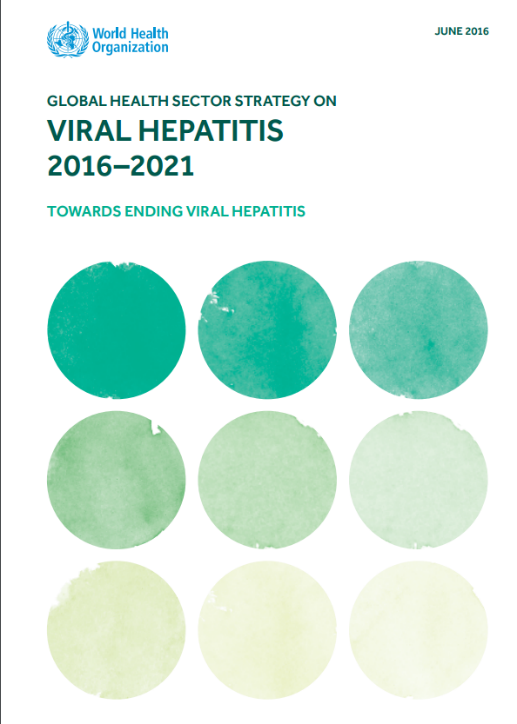 World Health
Organization
JUNE 2016
GLOBAL HEALTH SECTOR STRATEGY ON
VIRAL HEPATITIS
2016–2021
TOWARDS ENDING VIRAL HEPATITIS